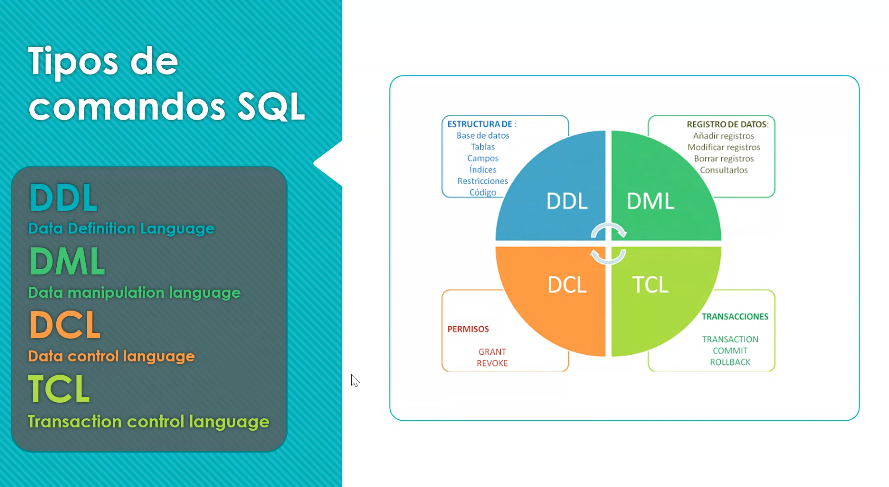 Tipos de
comandos SQL
DDL
Data Definition Language
DML
Data manipulation language
DCL
Data control language
TCL
Transaction control language
ESTRUCTURA DE :
Base de datos
Tablas
Campos
Índices
Restricciones
Código
REGISTRO DE DATOS:
Añadir registros
Modificar registros
Borrar registros
Consultarlos
DDL
DML
DCL
TCL
PERMISOS
GRANT
REVOKE
TRANSACCIONES
TRANSACTION
COMMIT
ROLLBACK